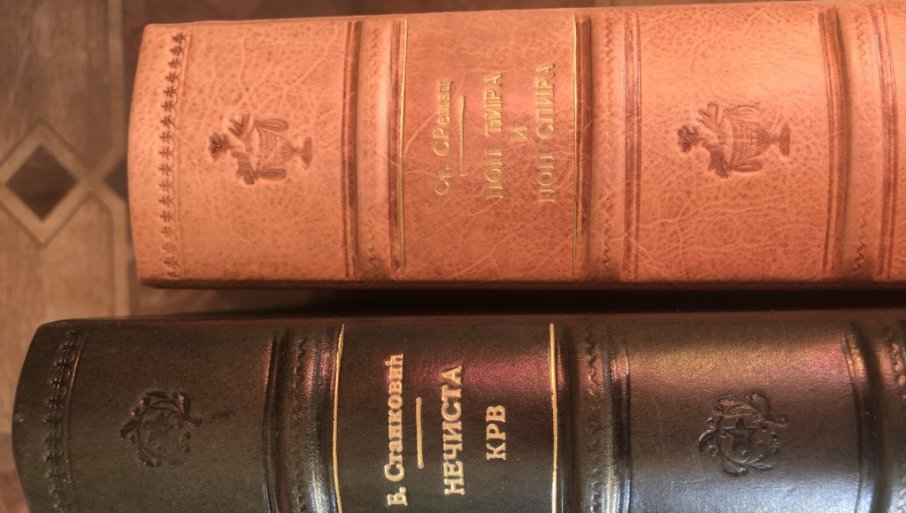 Ст. Сремац
ПОП ЋИРА
И
ПОП СПИРА
Б. Станковић
НЕЧИСТА
КРВ